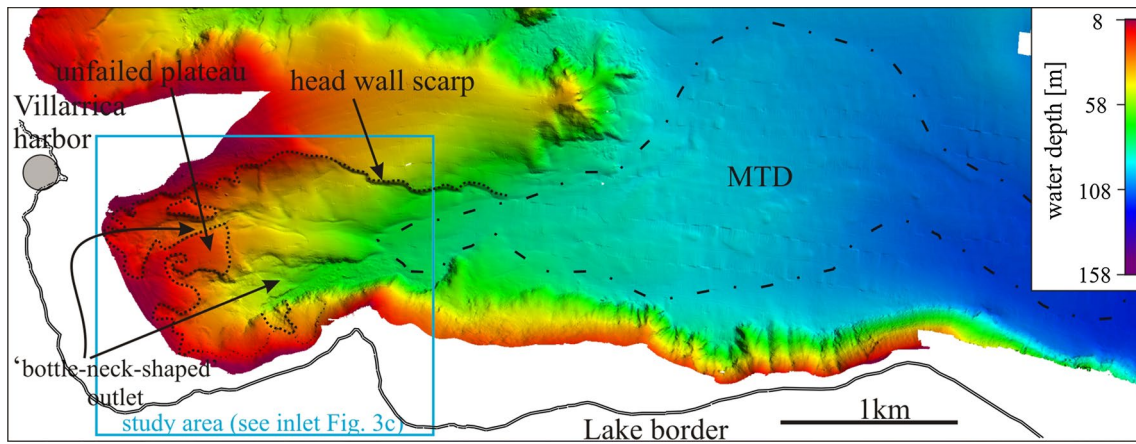 unfailed plateau
head wall scarp
Villarrica
harbor
MTD
'bottle-neck-shaped'
outlet
study area (see inlet Fig. 3c)
Lake border
1km
water depth [m]
8
58
108
158